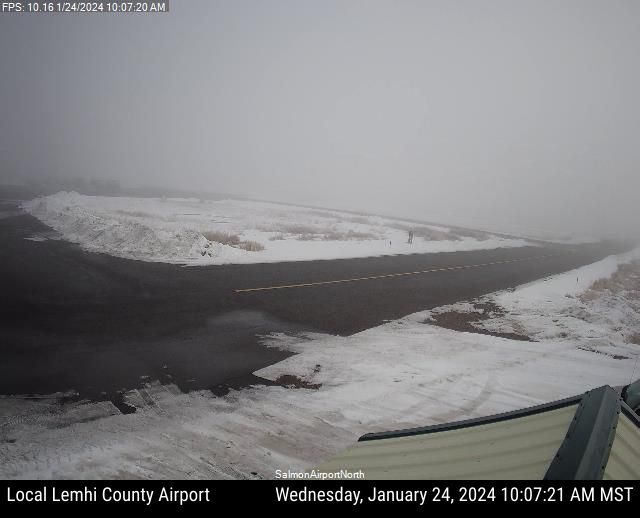 FPS: 10.16 1/24/2024 10:07:20 AM
SalmonAirportNorth
Local Lemhi County Airport Wednesday, January 24, 2024 10:07:21 AM MST